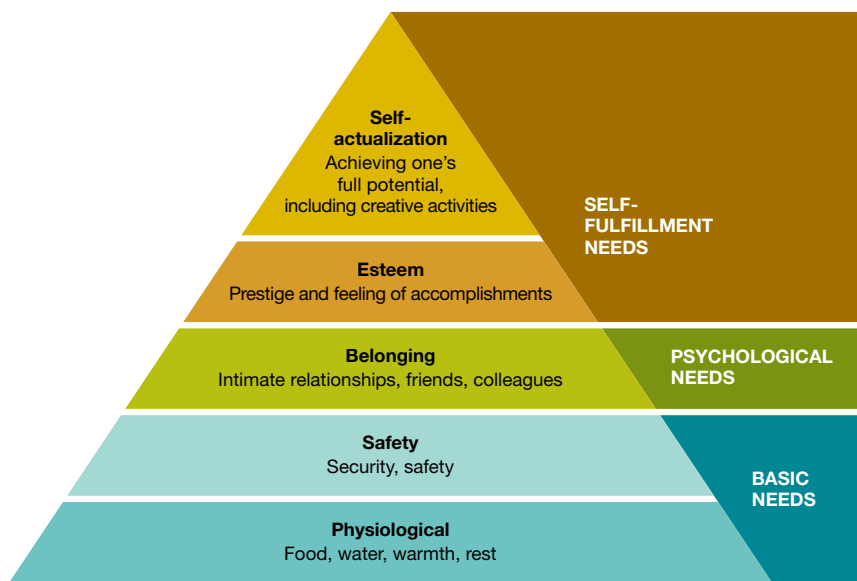 Self-
actualization
Achieving one’s
full potential,
including creative activities
SELF-
FULFILLMENT
NEEDS
Esteem
Prestige and feeling of accomplishments
Belonging
Intimate relationships, friends, colleagues
PSYCHOLOGICAL
NEEDS
Safety
Security, safety
BASIC
NEEDS
Physiological
Food, water, warmth, rest